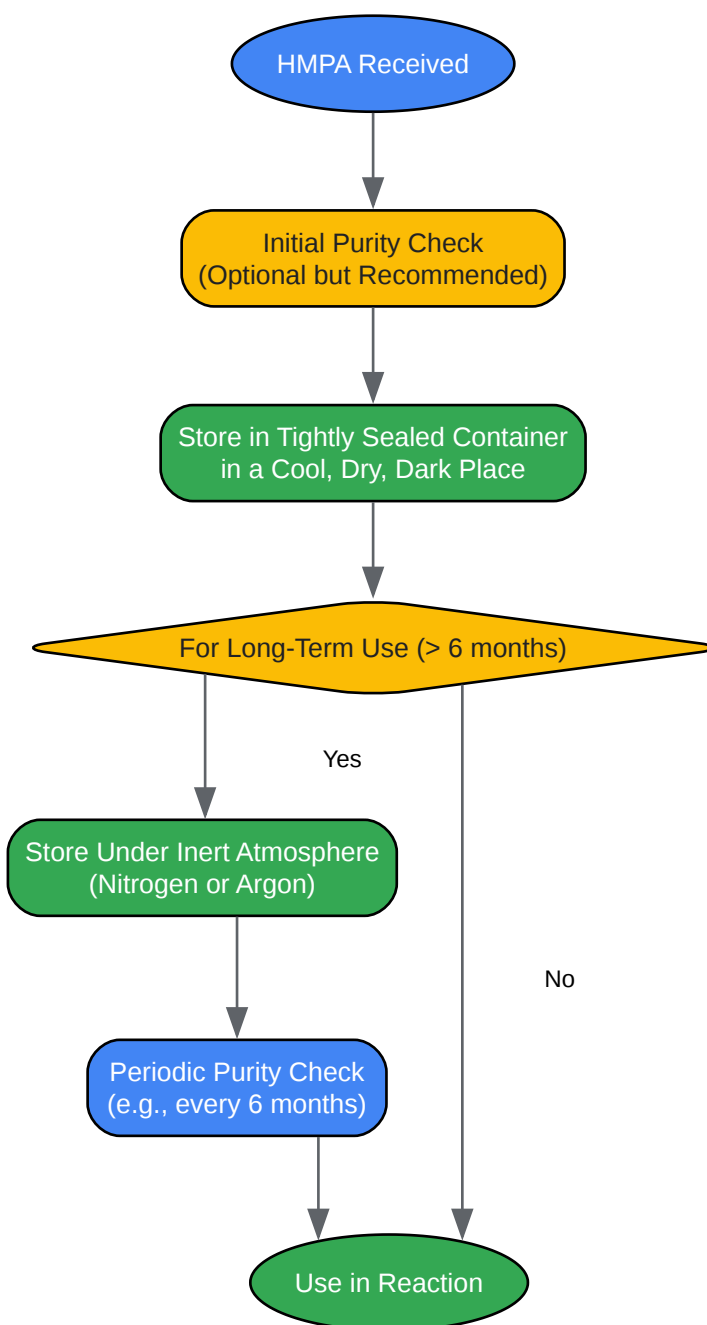 HMPA Received
Initial Purity Check
(Optional but Recommended)
Store in Tightly Sealed Container
in a Cool, Dry, Dark Place
For Long-Term Use (> 6 months)
Yes
Store Under Inert Atmosphere
(Nitrogen or Argon)
No
Periodic Purity Check
(e.g., every 6 months)
Use in Reaction